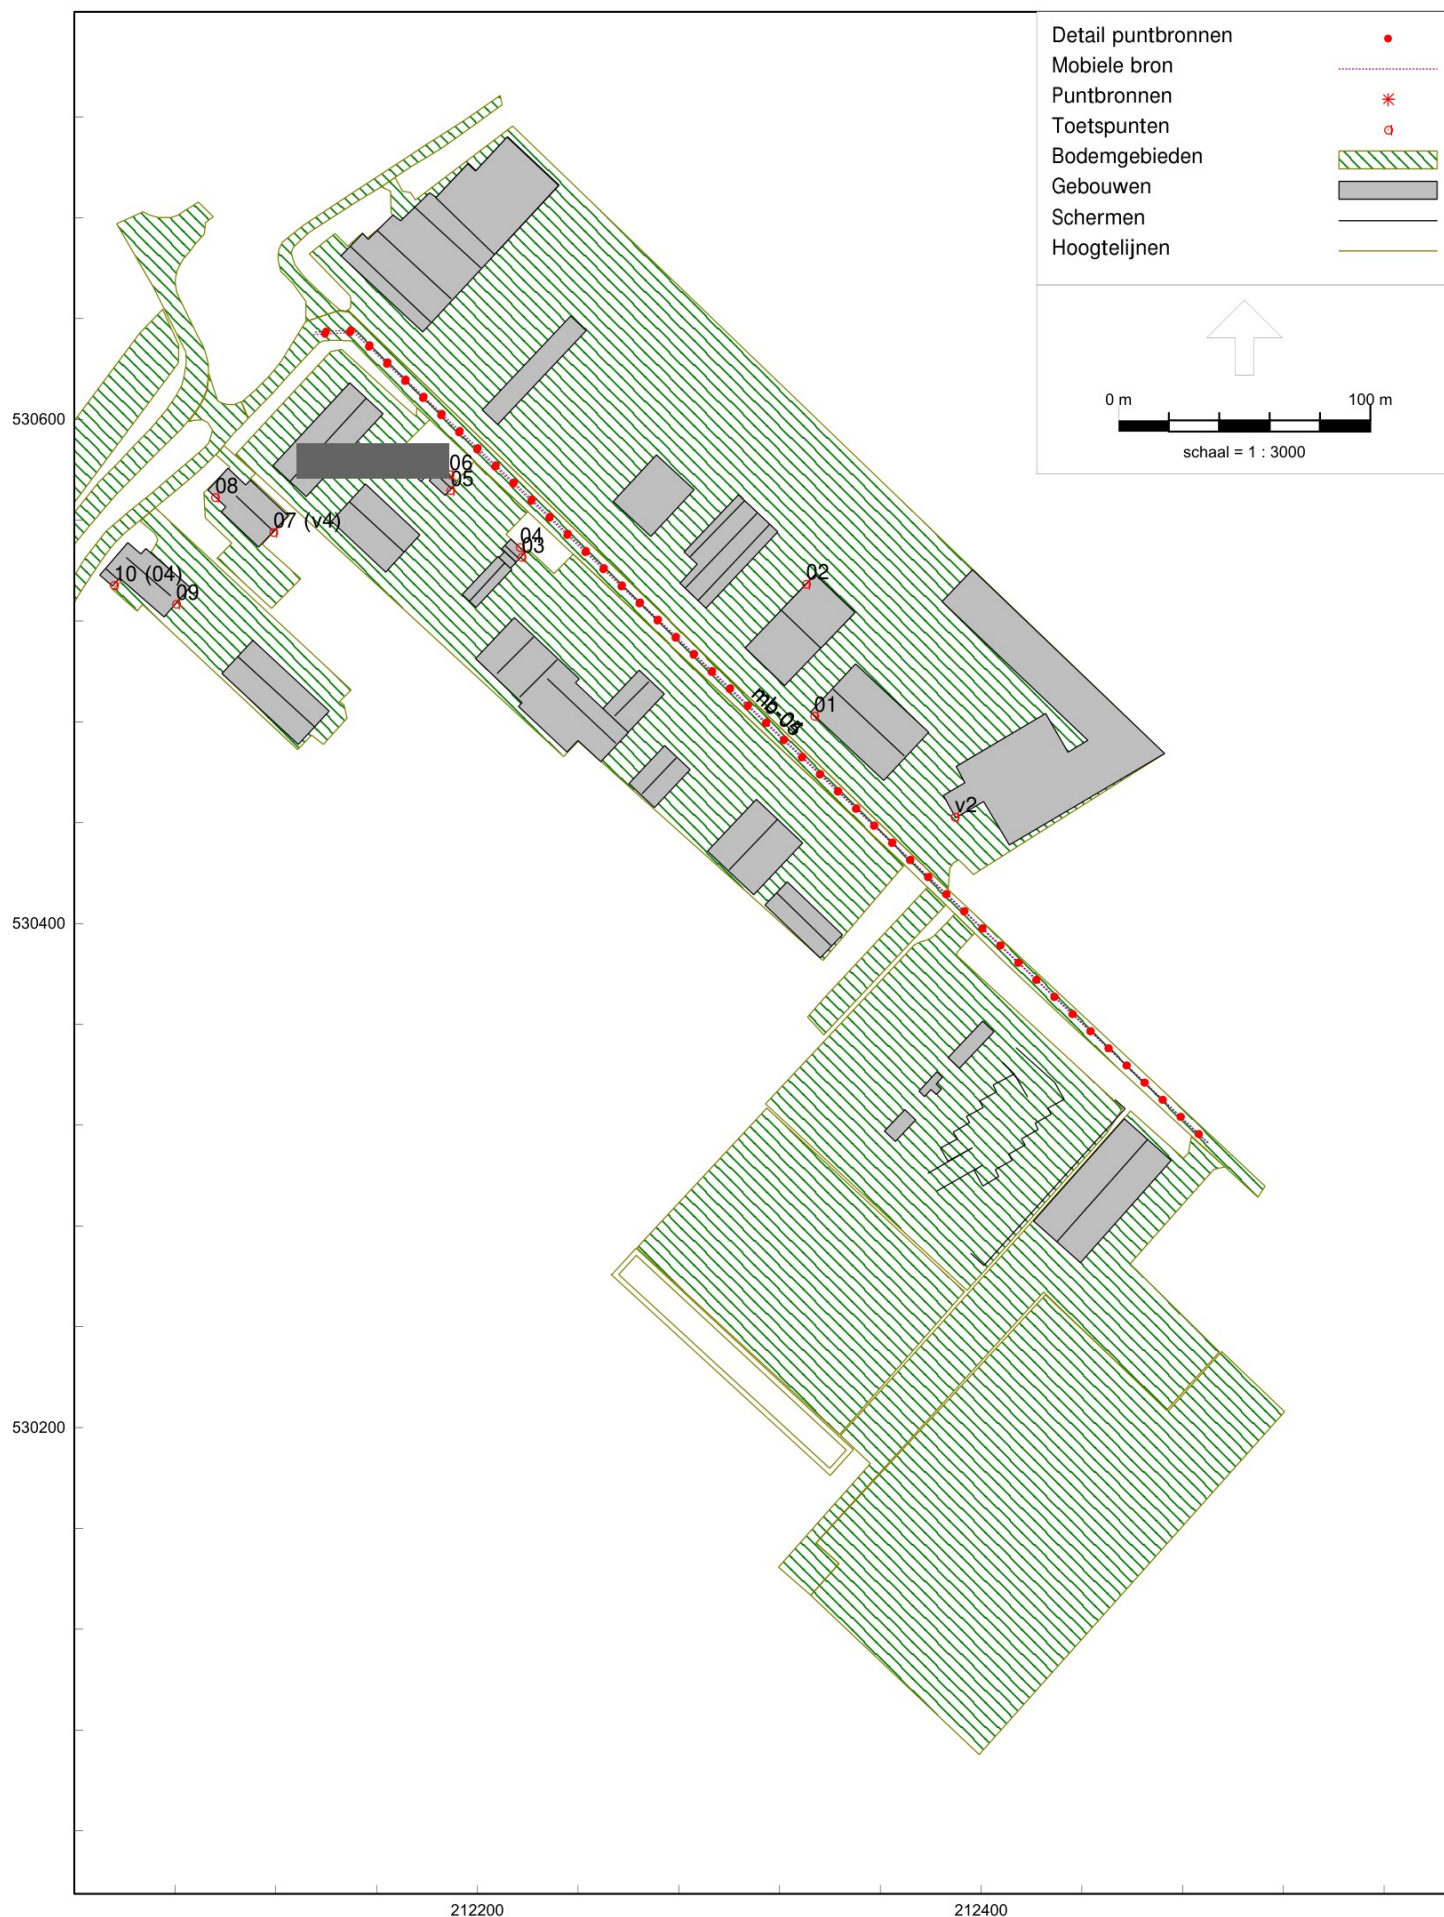 Detail puntbronnen
Mobiele bron
Puntbronnen
Toetspunten
Bodemgebieden
Gebouwen
Schermen
Hoogtelijnen
0 m 100 m
schaal = 1 : 3000
530600
06
05
08
07 (v4)
04
03
10 (04)
09
02
01
v2
530400
530200
212200 212400